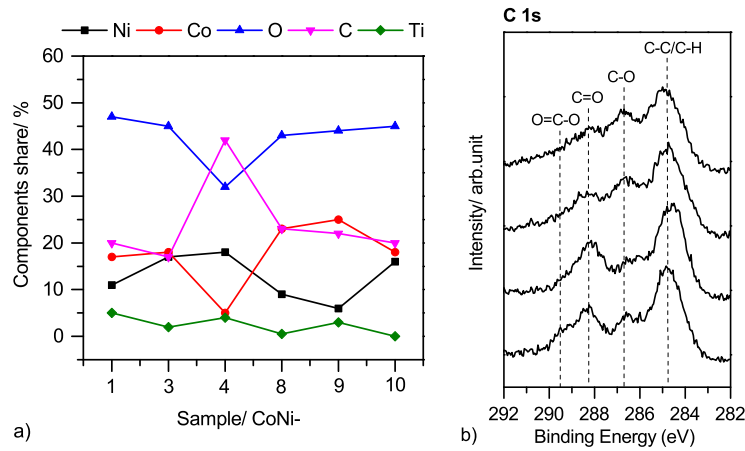 Ni Co O C Ti
60
50
40
30
20
10
0
Components share/ %
1 3 4 8 9 10
Sample/ CoNi-
a)
C 1s
C-C/C-H
C-O
C=O
O=C-O
Intensity/ arb.unit
292 290 288 286 284 282
Binding Energy (eV)
b)